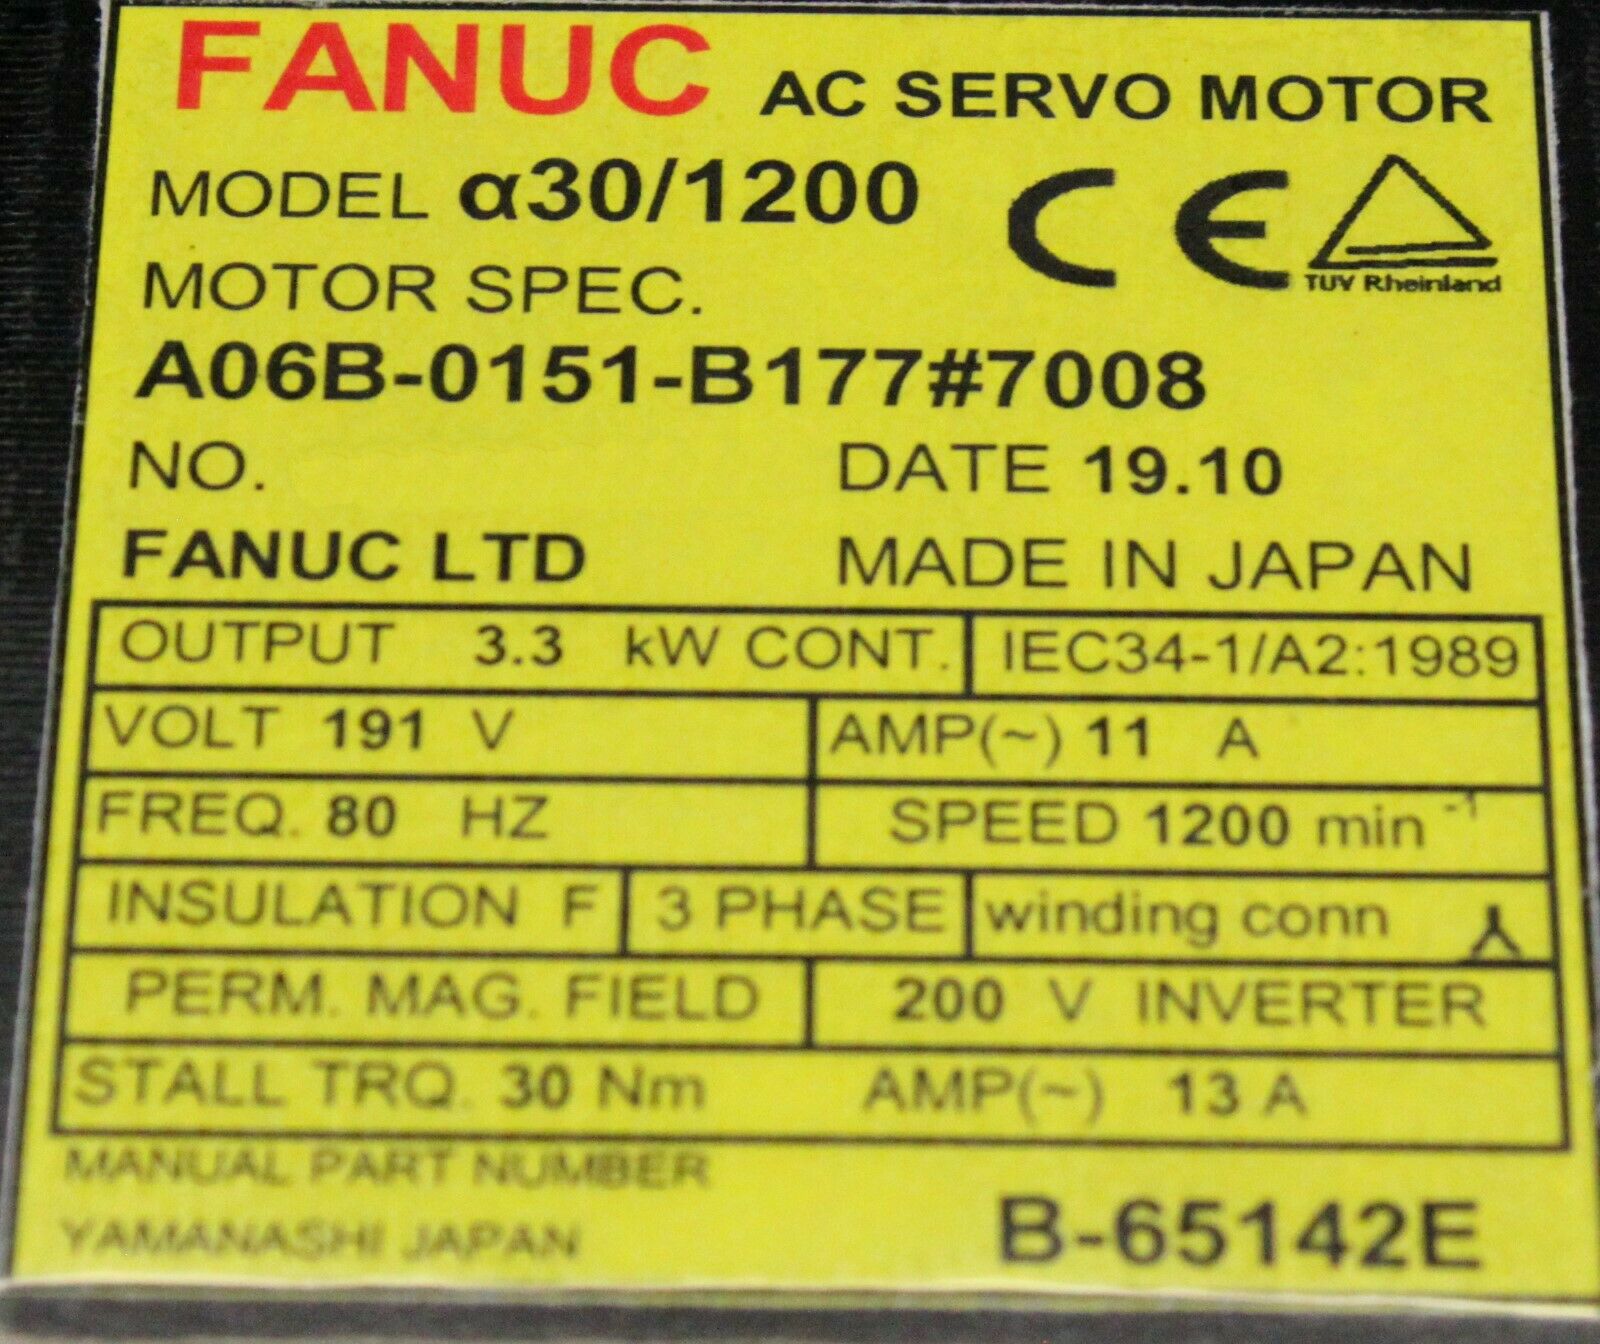 FANUC AC SERVO MOTOR
MODEL α30/1200
CE
TUV Rheinland
MOTOR SPEC.
A06B-0151-B177#7008
NO. DATE 19.10
FANUC LTD MADE IN JAPAN
OUTPUT 3.3 kW CONT. IEC34-1/A2:1989
VOLT 191 V AMP(~) 11 A
FREQ. 80 HZ SPEED 1200 min⁻¹
INSULATION F 3 PHASE winding conn
PERM. MAG. FIELD 200 V INVERTER
STALL TRQ. 30 Nm AMP(~) 13 A
MANUAL PART NUMBER
YAMANASHI JAPAN B-65142E